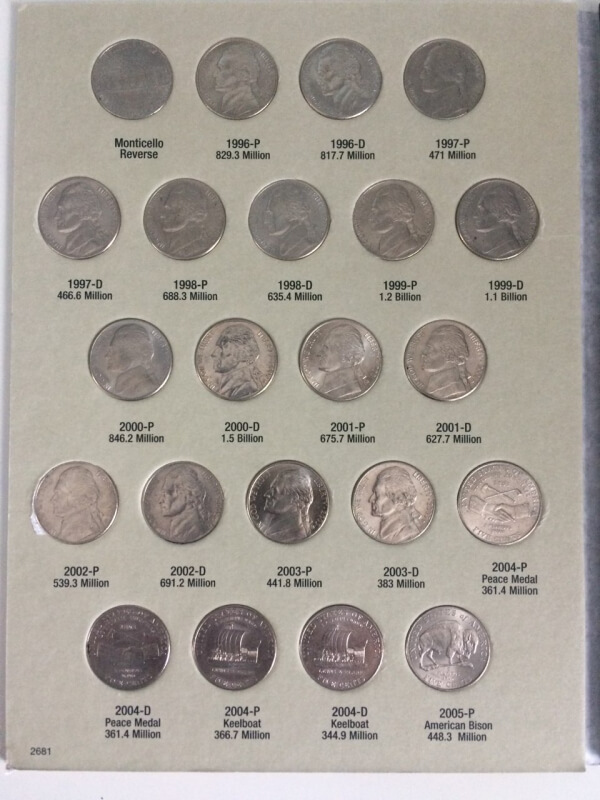 Monticello
Reverse
1996-P
829.3 Million
1996-D
817.7 Million
1997-P
471 Million
1997-D
466.6 Million
1998-P
688.3 Million
1998-D
635.4 Million
1999-P
1.2 Billion
1999-D
1.1 Billion
2000-P
846.2 Million
2000-D
1.5 Billion
2001-P
675.7 Million
2001-D
627.7 Million
2002-P
539.3 Million
2002-D
691.2 Million
2003-P
441.8 Million
2003-D
383 Million
2004-P
Peace Medal
361.4 Million
2004-D
Peace Medal
361.4 Million
2004-P
Keelboat
366.7 Million
2004-D
Keelboat
344.9 Million
2005-P
American Bison
448.3 Million
2681